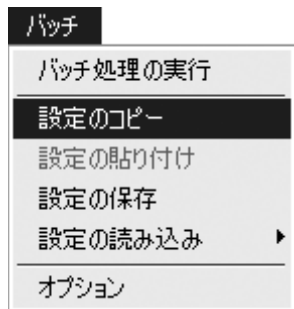 バッチ
バッチ処理の実行
設定のコピー
設定の貼り付け
設定の保存
設定の読み込み
オプション